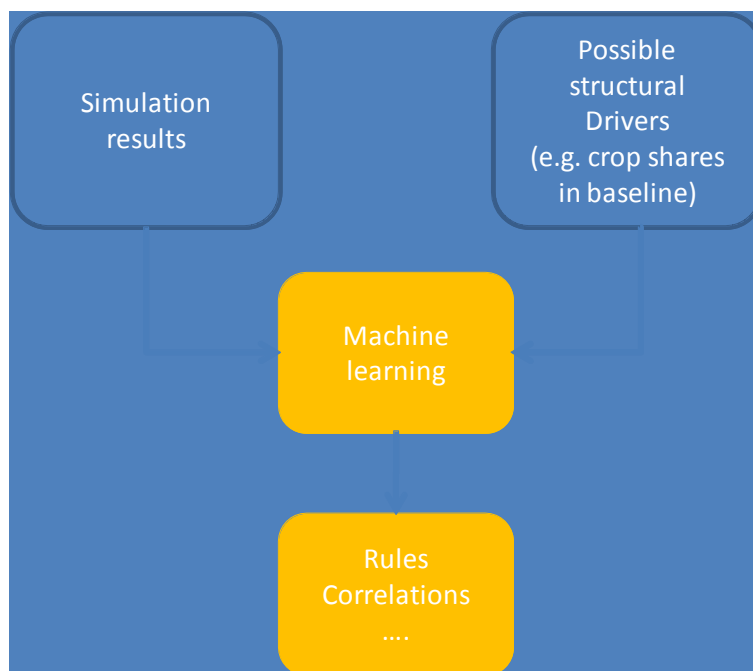 Simulation
results
Possible
structural
Drivers
(e.g. crop shares
in baseline)
Machine
learning
Rules
Correlations
....